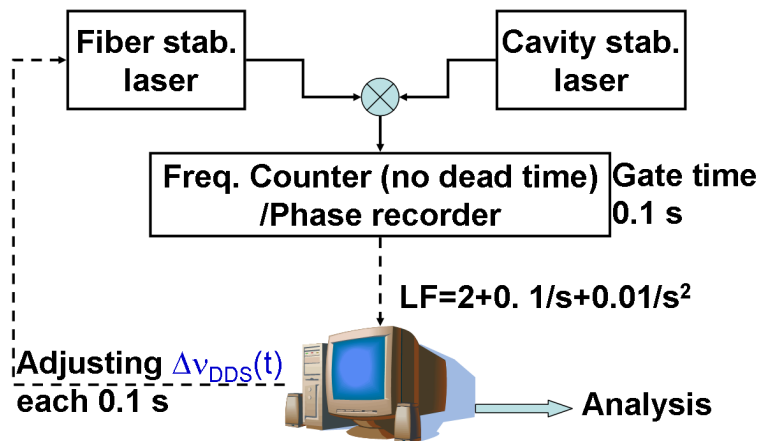 Fiber stab.
laser
Cavity stab.
laser
Freq. Counter (no dead time)
/Phase recorder
Gate time
0.1 s
LF=2+0. 1/s+0.01/s²
Adjusting Δν_DDS(t)
each 0.1 s
Analysis